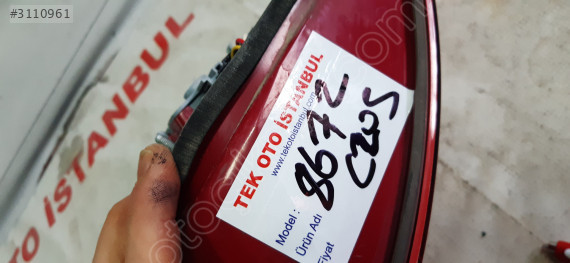 #3110961
TEK OTO İSTANBUL
www.tekotoistanbul.com
Model :
8672
Ürün Adı
C205
Fiyat
TEK OTO İSTANBUL